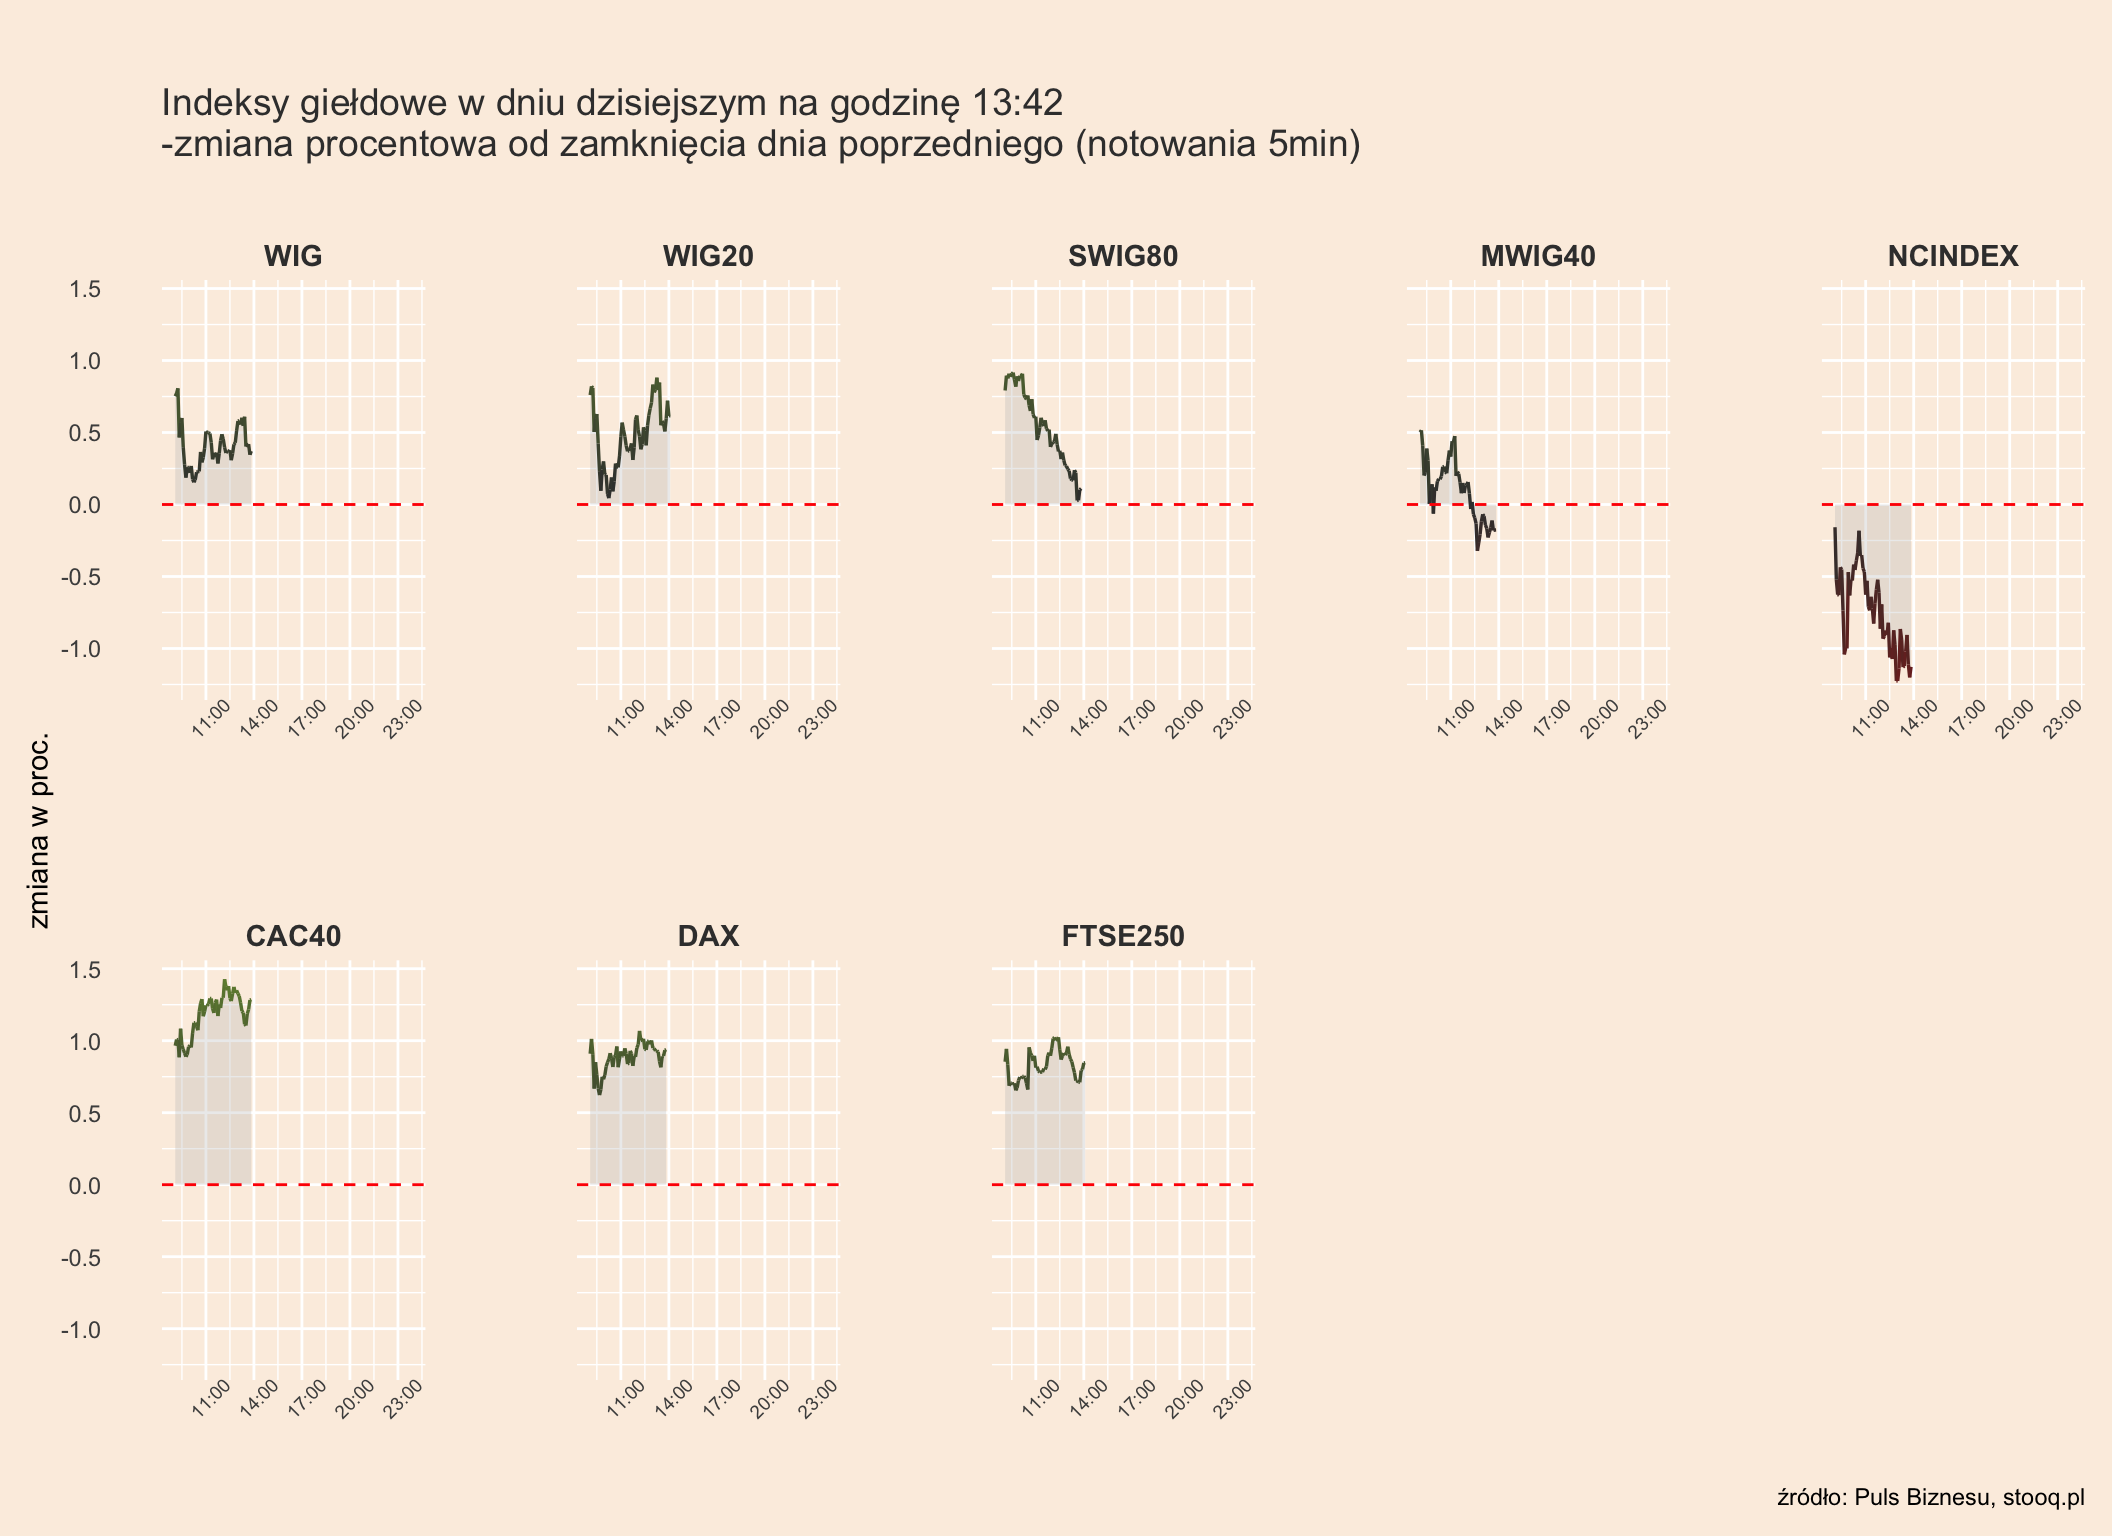 Indeksy giełdowe w dniu dzisiejszym na godzinę 13:42
-zmiana procentowa od zamknięcia dnia poprzedniego (notowania 5min)
WIG WIG20 SWIG80 MWIG40 NCINDEX
1.5
1.0
0.5
0.0
-0.5
-1.0
11:00 14:00 17:00 20:00 23:00 11:00 14:00 17:00 20:00 23:00 11:00 14:00 17:00 20:00 23:00 11:00 14:00 17:00 20:00 23:00 11:00 14:00 17:00 20:00 23:00
zmiana w proc.
CAC40 DAX FTSE250
1.5
1.0
0.5
0.0
-0.5
-1.0
11:00 14:00 17:00 20:00 23:00 11:00 14:00 17:00 20:00 23:00 11:00 14:00 17:00 20:00 23:00
źródło: Puls Biznesu, stooq.pl